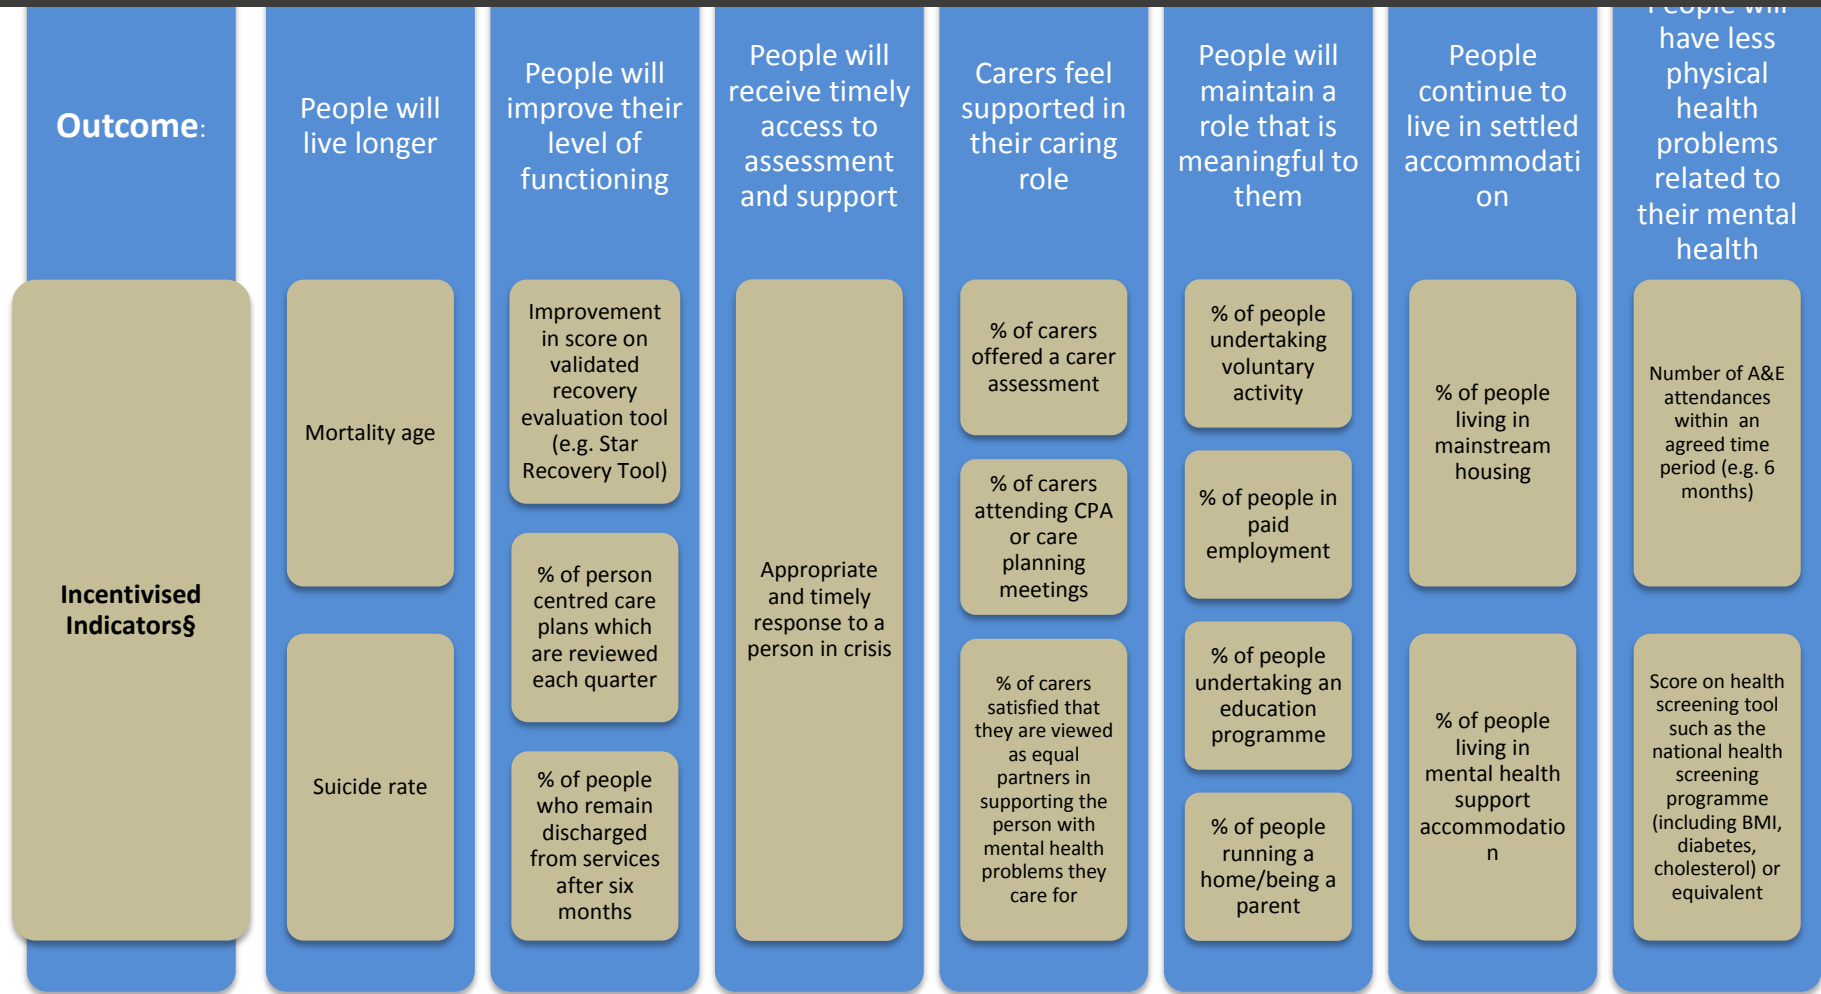 Outcome:
People will
live longer
People will
improve their
level of
functioning
People will
receive timely
access to
assessment
and support
Carers feel
supported in
their caring
role
People will
maintain a
role that is
meaningful to
them
People
continue to
live in settled
accommodati
on
People will
have less
physical
health
problems
related to
their mental
health
Incentivised
Indicators§
Mortality age
Suicide rate
Improvement
in score on
validated
recovery
evaluation tool
(e.g. Star
Recovery Tool)
% of person
centred care
plans which
are reviewed
each quarter
% of people
who remain
discharged
from services
after six
months
Appropriate
and timely
response to a
person in crisis
% of carers
offered a carer
assessment
% of carers
attending CPA
or care
planning
meetings
% of carers
satisfied that
they are viewed
as equal
partners in
supporting the
person with
mental health
problems they
care for
% of people
undertaking
voluntary
activity
% of people in
paid
employment
% of people
undertaking an
education
programme
% of people
running a
home/being a
parent
% of people
living in
mainstream
housing
% of people
living in
mental health
support
accommodatio
n
Number of A&E
attendances
within an
agreed time
period (e.g. 6
months)
Score on health
screening tool
such as the
national health
screening
programme
(including BMI,
diabetes,
cholesterol) or
equivalent